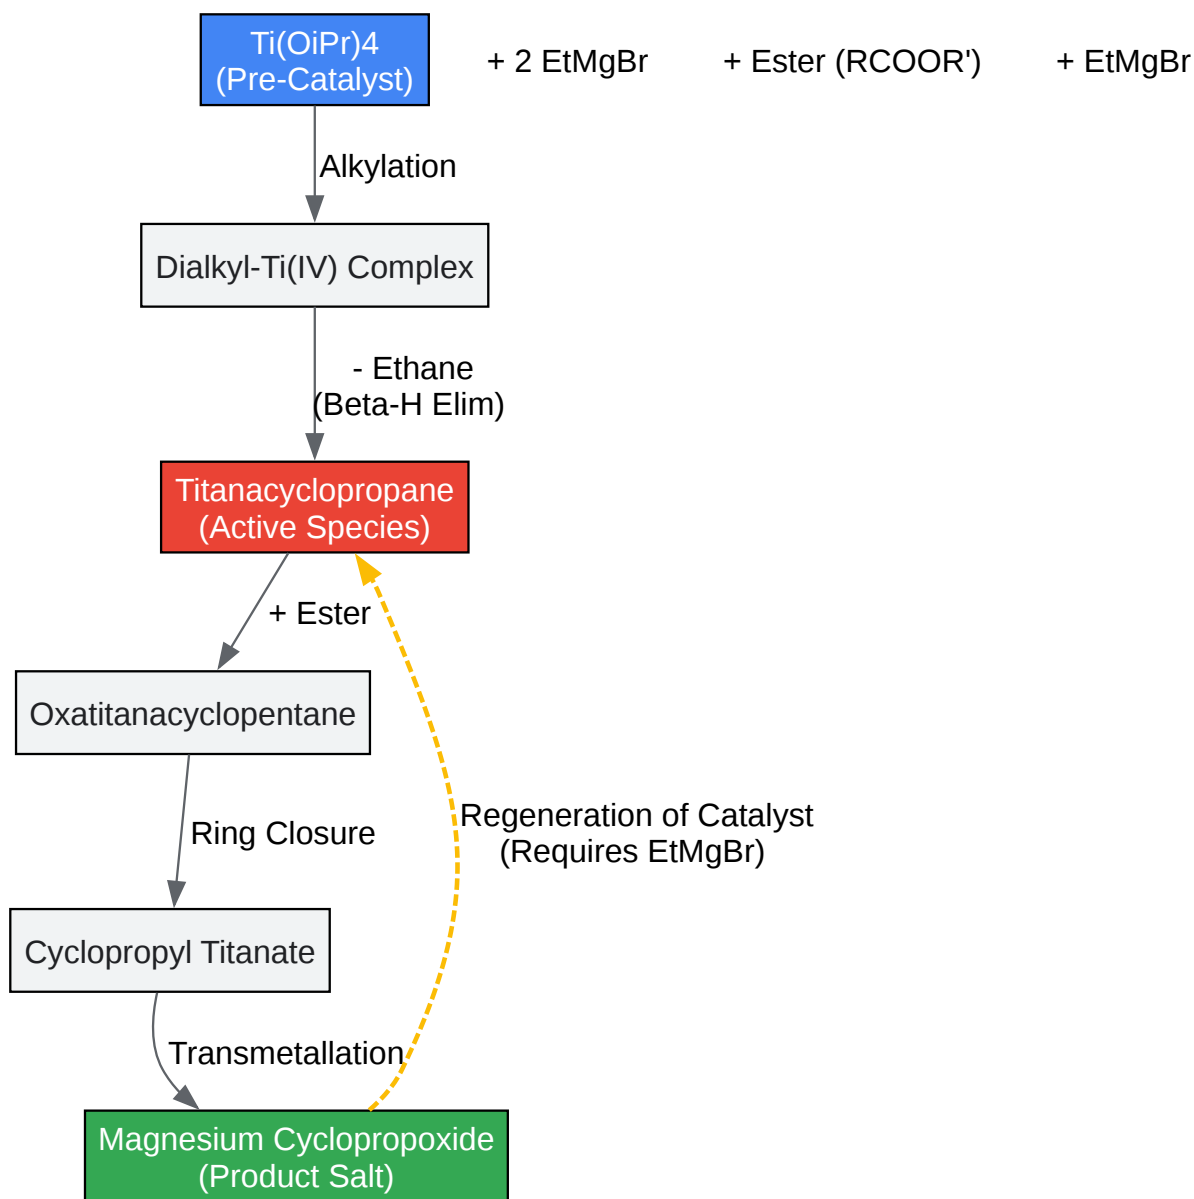 Ti(OiPr)4
(Pre-Catalyst)
+ 2 EtMgBr
+ Ester (RCOOR')
+ EtMgBr
Alkylation
Dialkyl-Ti(IV) Complex
- Ethane
(Beta-H Elim)
Titanacyclopropane
(Active Species)
+ Ester
Oxatitanacyclopentane
Ring Closure
Regeneration of Catalyst
(Requires EtMgBr)
Cyclopropyl Titanate
Transmetallation
Magnesium Cyclopropoxide
(Product Salt)